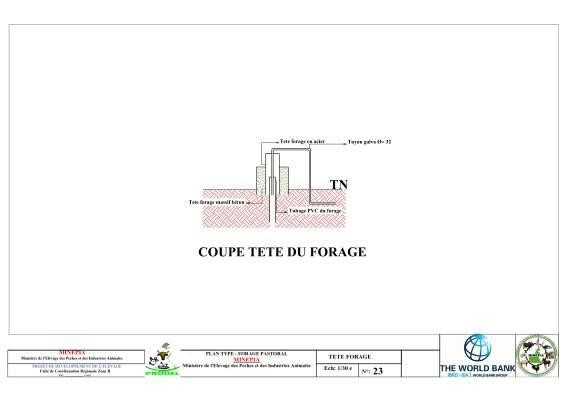 Tete forage en acier
Tuyau galva Ø= 32
TN
Tete forage massif béton
Tubage PVC du forage
COUPE TETE DU FORAGE
MINEPIA
Ministère de l'Elevage des Peches et des Industries Animales
PROJET DE DEVELOPPEMENT DE L'ELEVAGE
Unité de Coordination Régionale Zone B
PRODEL
PLAN TYPE - FORAGE PASTORAL
MINEPIA
Ministère de l'Elevage des Peches et des Industries Animales
TETE FORAGE
Ech: 1/30 e
N°: 23
THE WORLD BANK
IBRD • IDA | WORLD BANK GROUP
MINEPIA